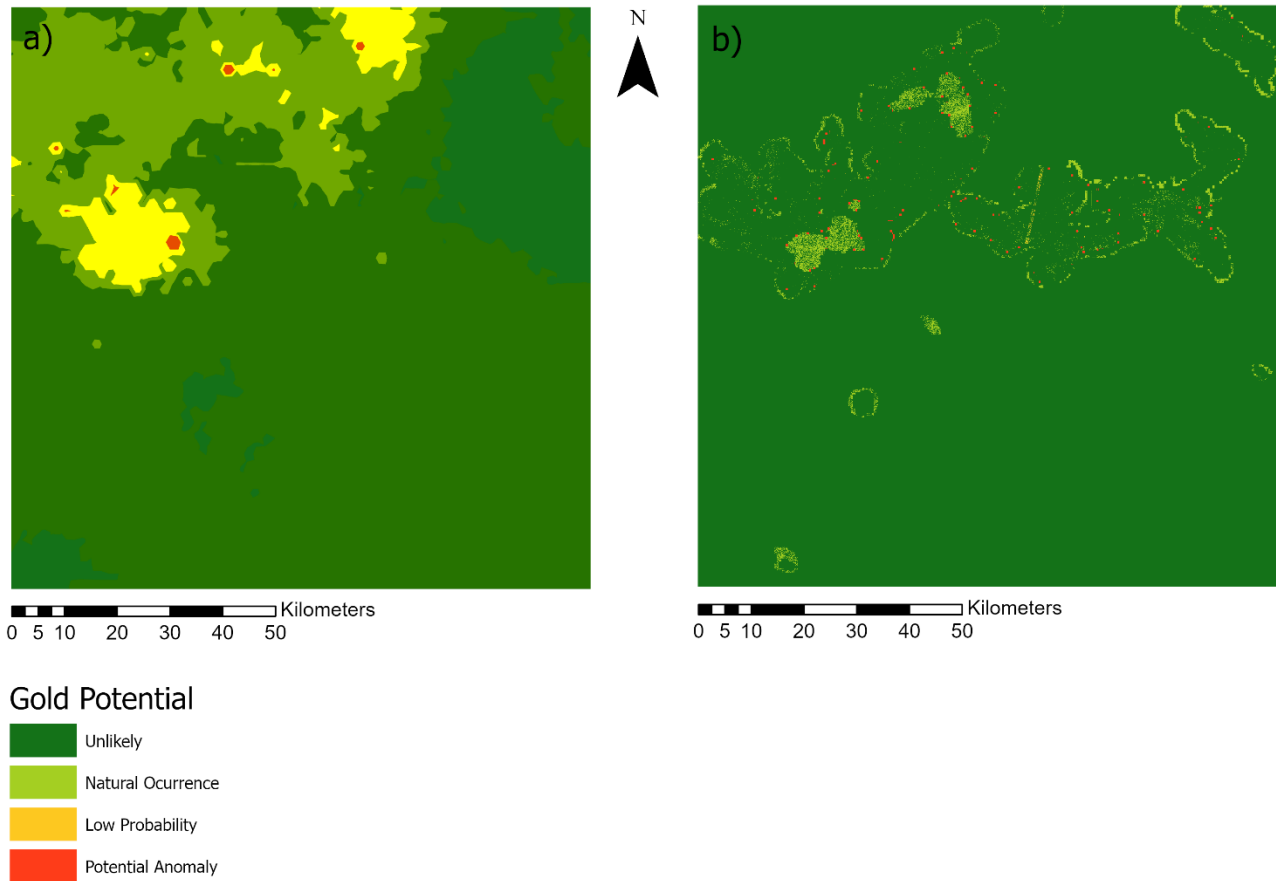 a)
N
b)
Kilometers
0 5 10 20 30 40 50
Kilometers
0 5 10 20 30 40 50
Gold Potential
Unlikely
Natural Ocurrence
Low Probability
Potential Anomaly